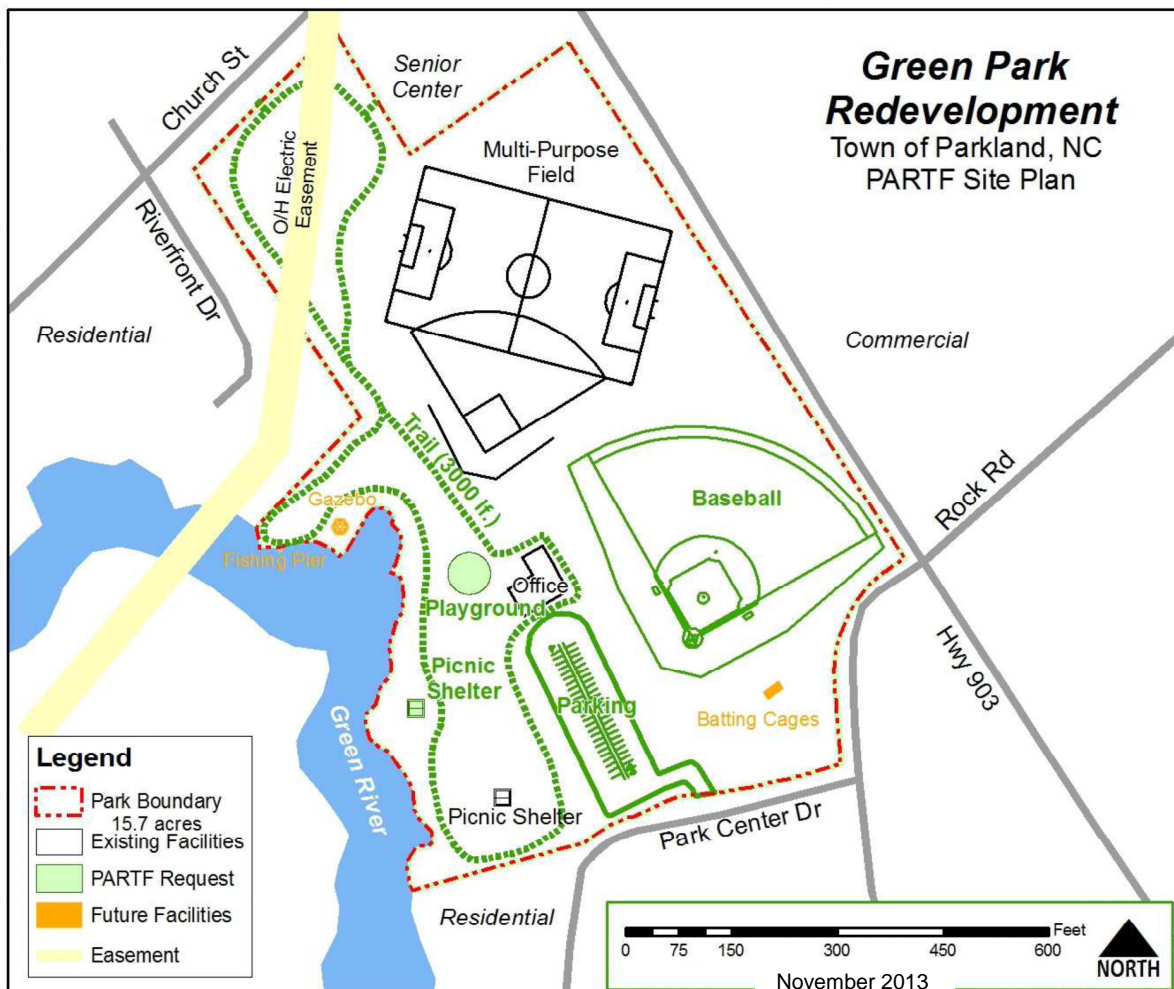 Green Park
Redevelopment
Town of Parkland, NC
PARTF Site Plan
Church St
Senior
Center
Multi-Purpose
Field
O/H Electric
Easement
Riverfront Dr
Residential
Commercial
Trail (3000 lf.)
Rock Rd
Baseball
Gazebo
Fishing Pier
Office
Playground
Hwy 903
Picnic
Shelter
Parking
Batting Cages
Green River
Picnic Shelter
Park Center Dr
Residential
Legend
Park Boundary
15.7 acres
Existing Facilities
PARTF Request
Future Facilities
Easement
Feet
0 75 150 300 450 600
NORTH
November 2013